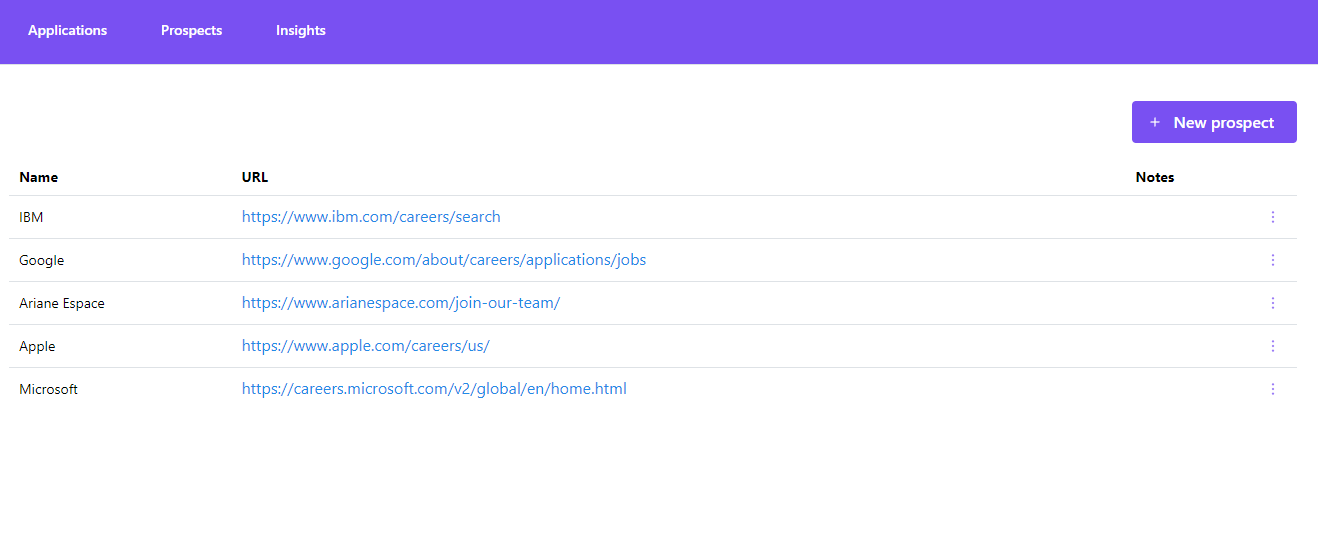 Applications Prospects Insights
+ New prospect
Name URL Notes
IBM https://www.ibm.com/careers/search
Google https://www.google.com/about/careers/applications/jobs
Ariane Espace https://www.arianespace.com/join-our-team/
Apple https://www.apple.com/careers/us/
Microsoft https://careers.microsoft.com/v2/global/en/home.html